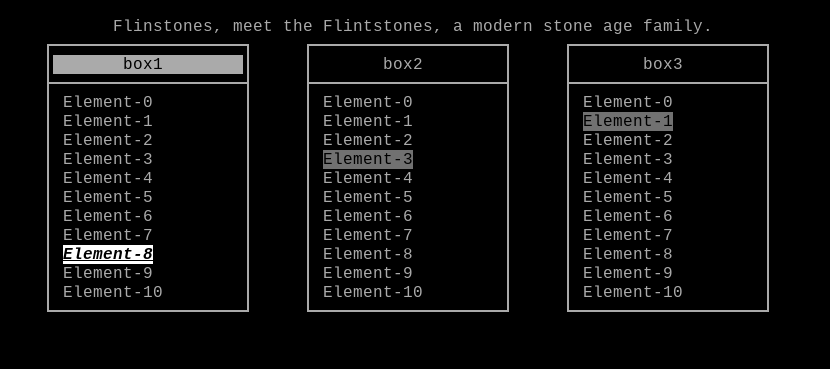 Flinstones, meet the Flintstones, a modern stone age family.
box1
Element-0
Element-1
Element-2
Element-3
Element-4
Element-5
Element-6
Element-7
Element-8
Element-9
Element-10
box2
Element-0
Element-1
Element-2
Element-3
Element-4
Element-5
Element-6
Element-7
Element-8
Element-9
Element-10
box3
Element-0
Element-1
Element-2
Element-3
Element-4
Element-5
Element-6
Element-7
Element-8
Element-9
Element-10